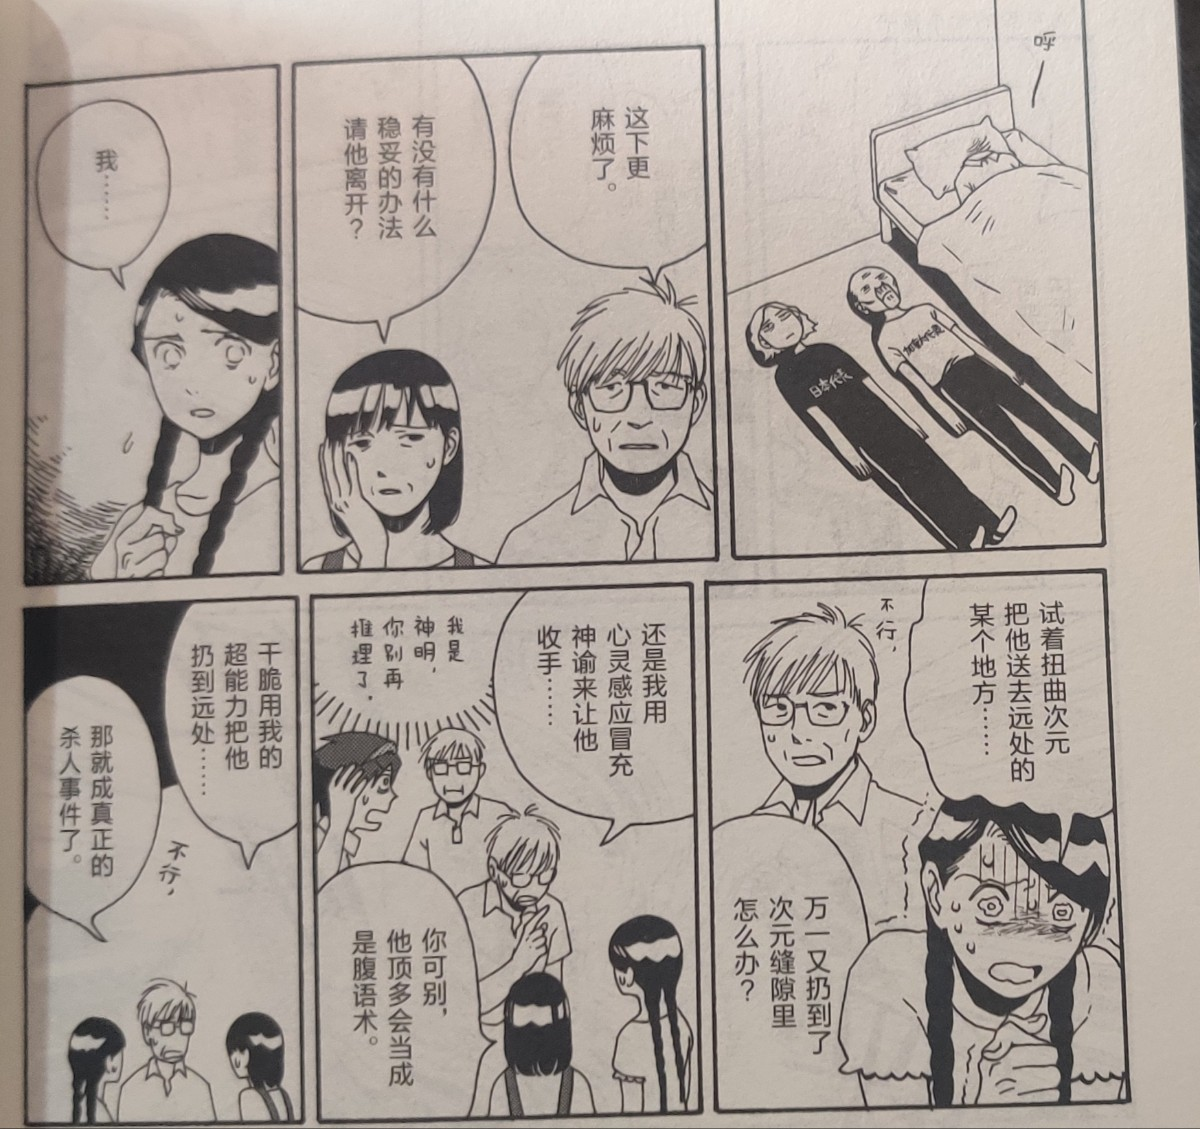 呼
日本代表
这下更
麻烦了。
有没有什么
稳妥的办法
请他离开？
我……
试着扭曲次元
把他送去远处的
某个地方……
不行，
万一又扔到了
次元缝隙里
怎么办？
还是我用
心灵感应冒充
神谕来让他
收手……
我是
神明，
你别再
推理了，
你可别，
他顶多会当成
是腹语术。
干脆用我的
超能力把他
扔到远处……
不行，
那就成真正的
杀人事件了。